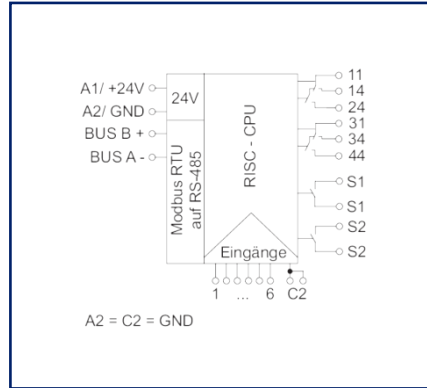 A1/ +24V
A2/ GND
BUS B +
BUS A -
24V
Modbus RTU
auf RS-485
RISC - CPU
Eingänge
11
14
24
31
34
44
S1
S1
S2
S2
1 ... 6 C2
A2 = C2 = GND